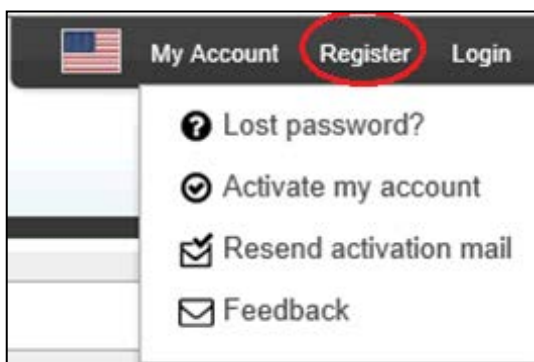 My Account Register Login
Lost password?
Activate my account
Resend activation mail
Feedback